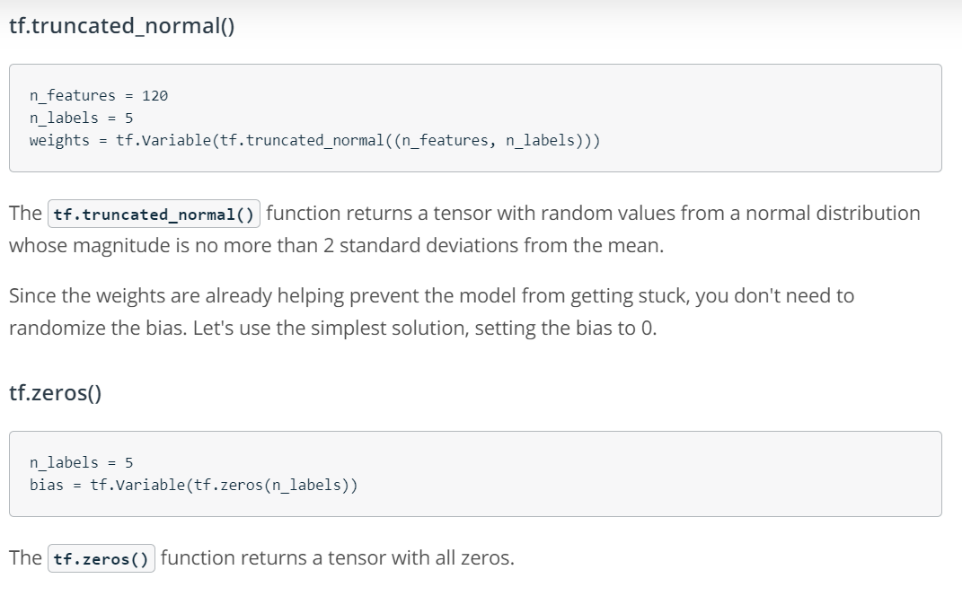 tf.truncated_normal()
n_features = 120
n_labels = 5
weights = tf.Variable(tf.truncated_normal((n_features, n_labels)))
The tf.truncated_normal() function returns a tensor with random values from a normal distribution
whose magnitude is no more than 2 standard deviations from the mean.
Since the weights are already helping prevent the model from getting stuck, you don't need to
randomize the bias. Let's use the simplest solution, setting the bias to 0.
tf.zeros()
n_labels = 5
bias = tf.Variable(tf.zeros(n_labels))
The tf.zeros() function returns a tensor with all zeros.